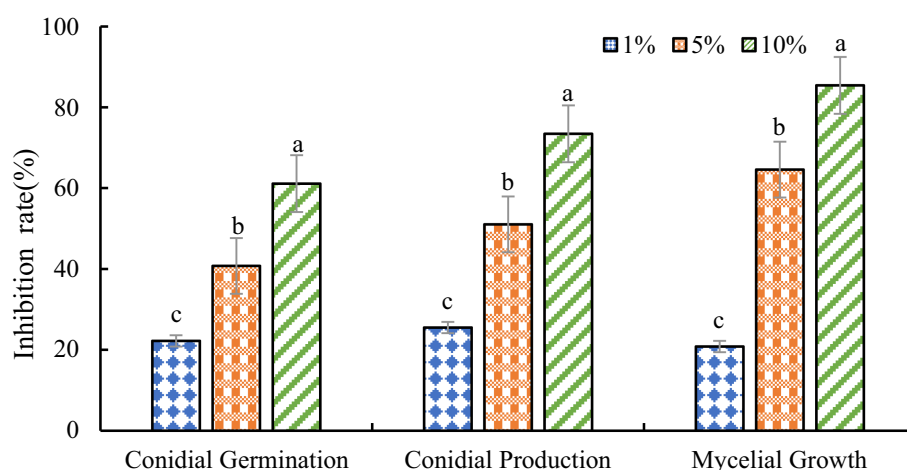 100
80
60
40
20
0
Inhibition rate(%)
1% 5% 10%
c b a
c b a
c b a
Conidial Germination Conidial Production Mycelial Growth